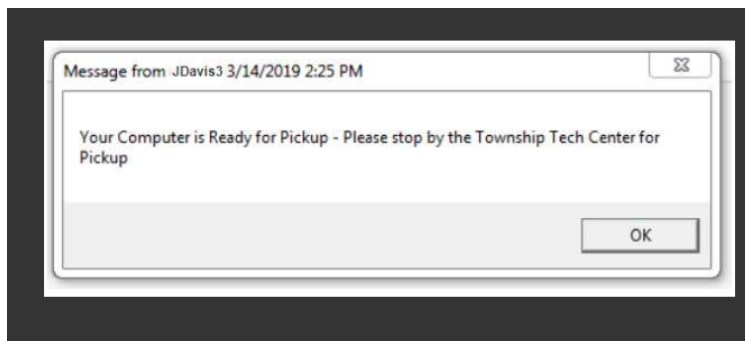 Message from JDavis3 3/14/2019 2:25 PM
Your Computer is Ready for Pickup - Please stop by the Township Tech Center for
Pickup
OK